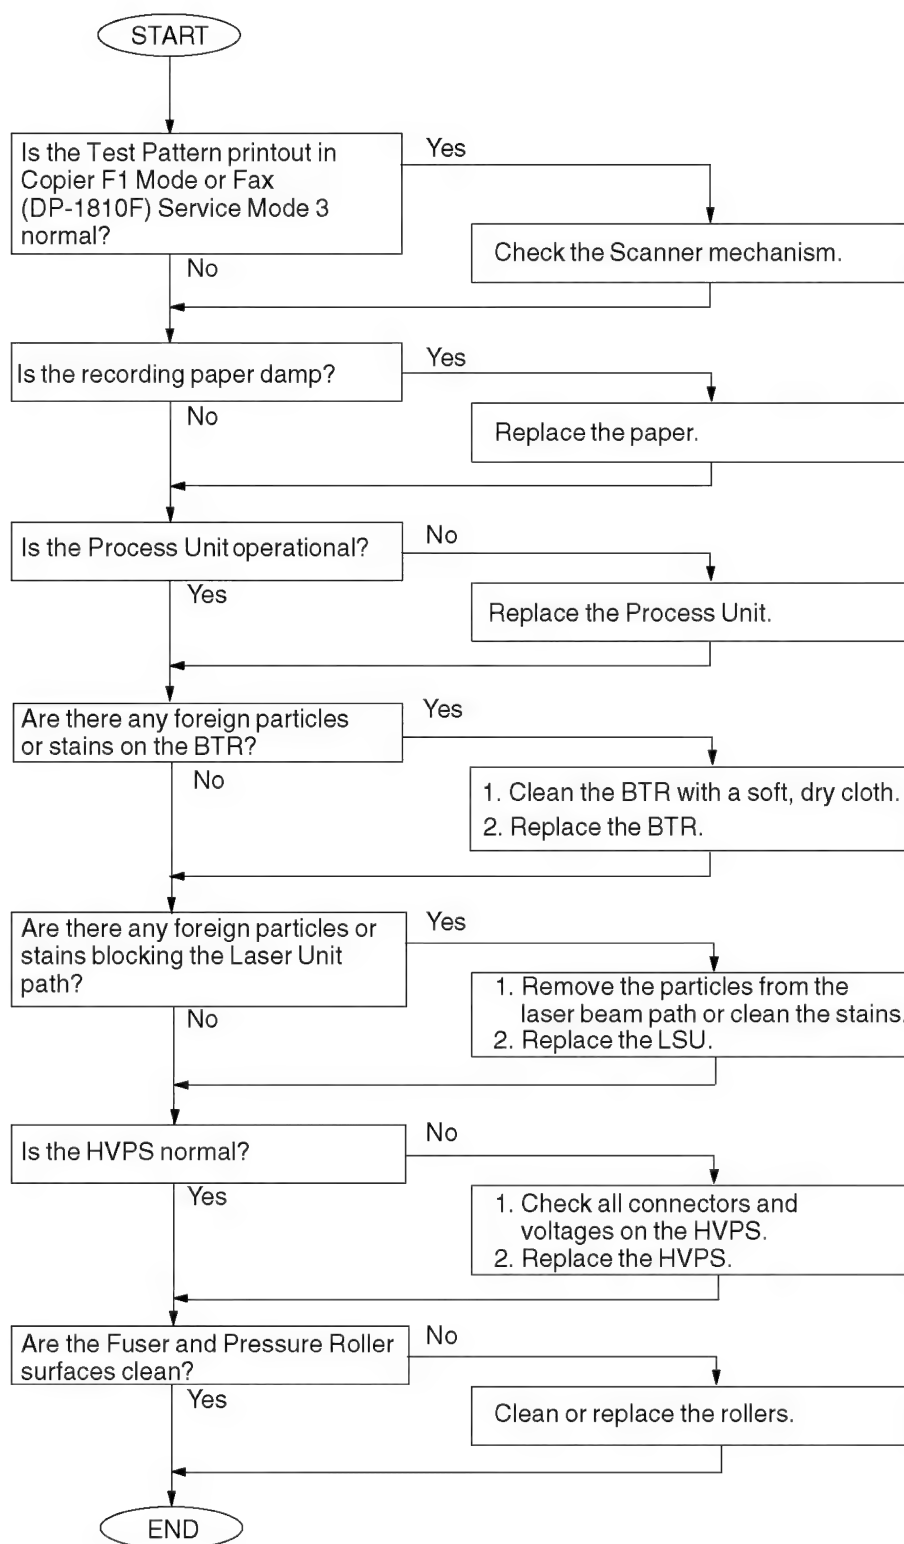 START
Is the Test Pattern printout in
Copier F1 Mode or Fax
(DP-1810F) Service Mode 3
normal?
Yes
Check the Scanner mechanism.
No
Is the recording paper damp?
Yes
Replace the paper.
No
Is the Process Unit operational?
No
Replace the Process Unit.
Yes
Are there any foreign particles
or stains on the BTR?
Yes
1. Clean the BTR with a soft, dry cloth.
2. Replace the BTR.
No
Are there any foreign particles or
stains blocking the Laser Unit
path?
Yes
1. Remove the particles from the
laser beam path or clean the stains.
2. Replace the LSU.
No
Is the HVPS normal?
No
1. Check all connectors and
voltages on the HVPS.
2. Replace the HVPS.
Yes
Are the Fuser and Pressure Roller
surfaces clean?
No
Clean or replace the rollers.
Yes
END